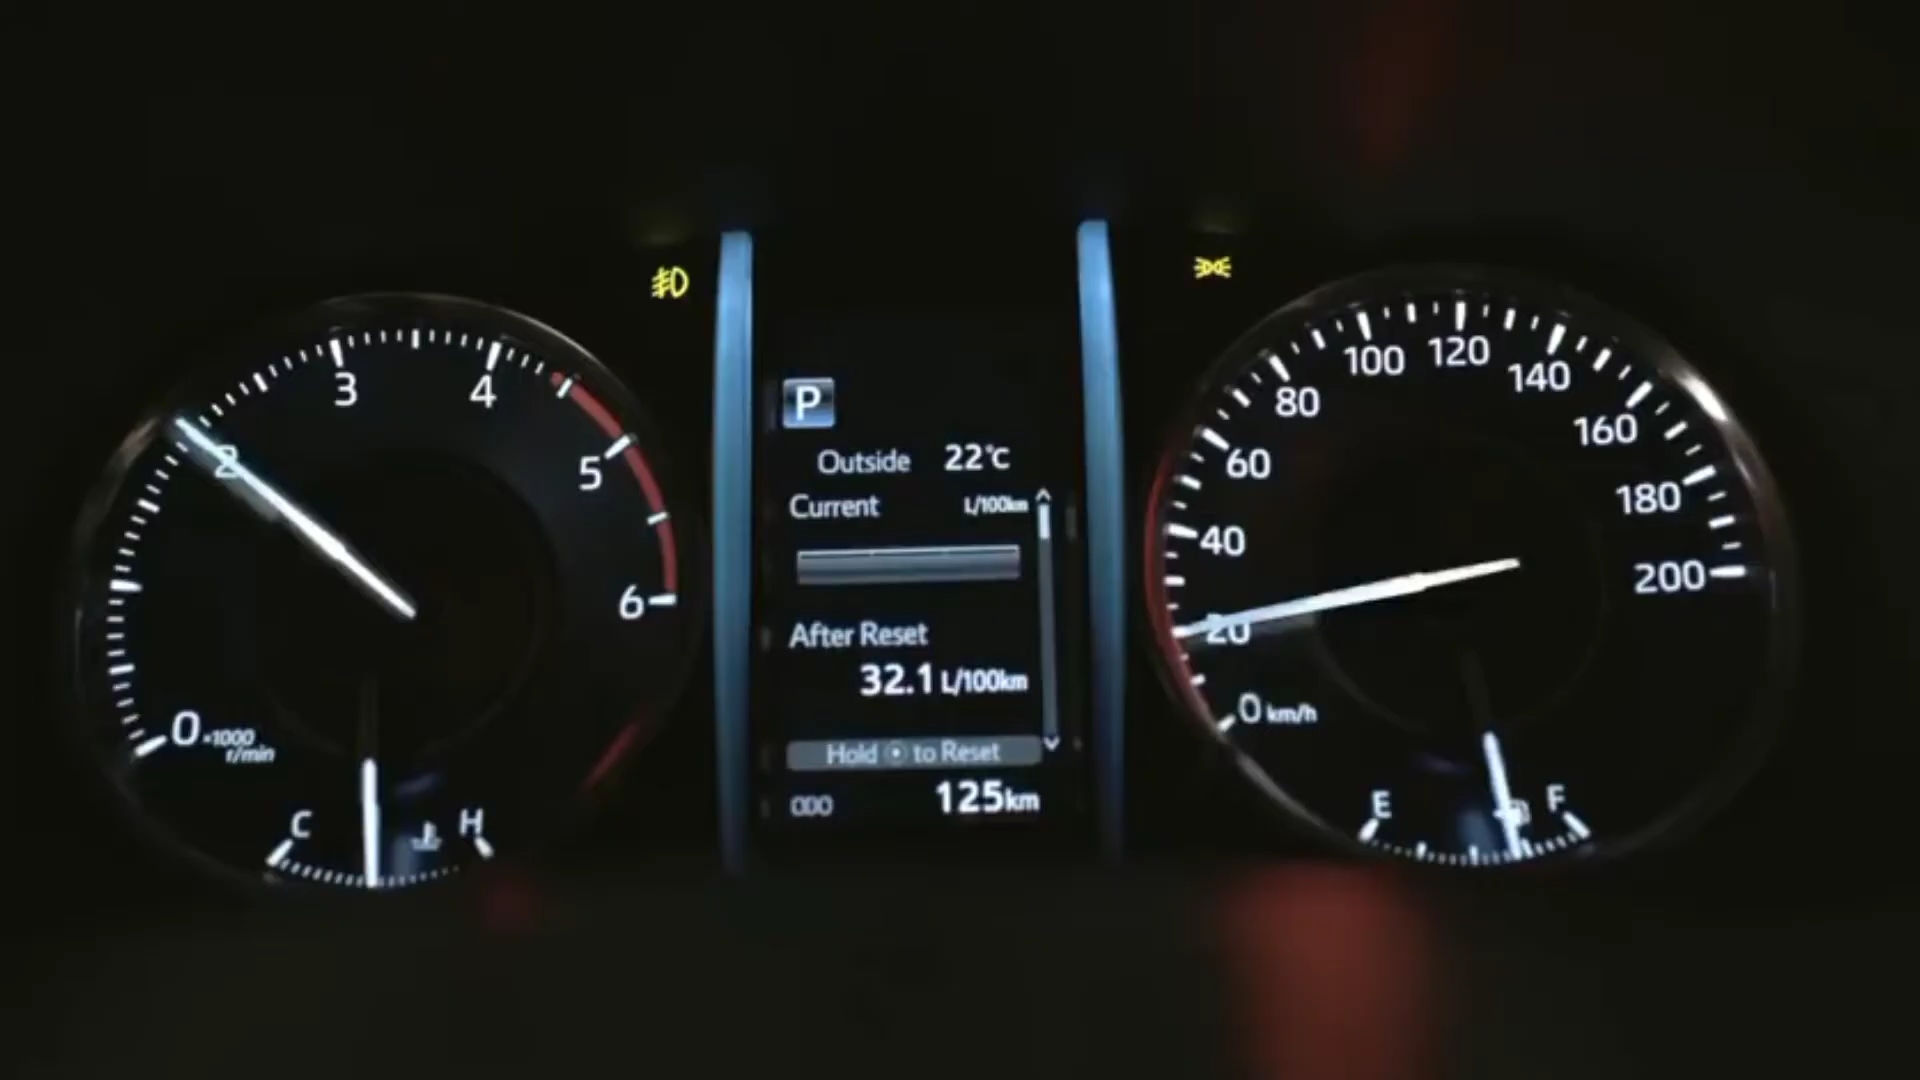 P
Outside 22°C
Current L/100km
After Reset
32.1 L/100km
Hold to Reset
ODO 125km
0
×1000
r/min
2
3
4
5
6
C H
0 km/h
20
40
60
80
100
120
140
160
180
200
E F